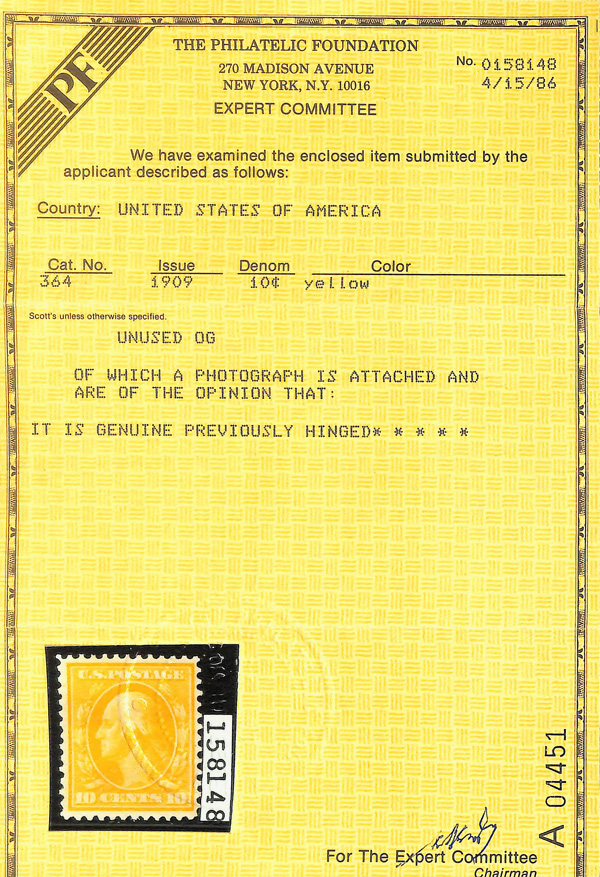 PF
THE PHILATELIC FOUNDATION
270 MADISON AVENUE
NEW YORK, N.Y. 10016
EXPERT COMMITTEE
No. 0158148
4/15/86
We have examined the enclosed item submitted by the
applicant described as follows:
Country: UNITED STATES OF AMERICA
Cat. No. Issue Denom Color
364 1909 10¢ yellow
Scott's unless otherwise specified.
UNUSED OG
OF WHICH A PHOTOGRAPH IS ATTACHED AND
ARE OF THE OPINION THAT:
IT IS GENUINE PREVIOUSLY HINGED* * * * *
U.S. POSTAGE
10 CENTS 10
158148
A 04451
For The Expert Committee
Chairman